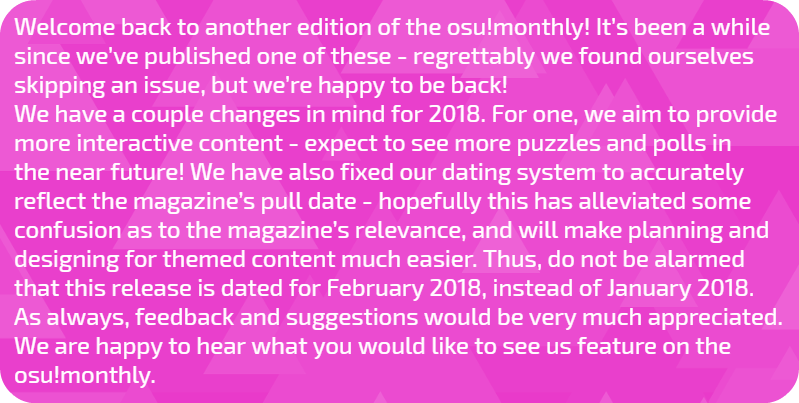 Welcome back to another edition of the osu!monthly! It's been a while
since we've published one of these - regrettably we found ourselves
skipping an issue, but we're happy to be back!
We have a couple changes in mind for 2018. For one, we aim to provide
more interactive content - expect to see more puzzles and polls in
the near future! We have also fixed our dating system to accurately
reflect the magazine's pull date - hopefully this has alleviated some
confusion as to the magazine's relevance, and will make planning and
designing for themed content much easier. Thus, do not be alarmed
that this release is dated for February 2018, instead of January 2018.
As always, feedback and suggestions would be very much appreciated.
We are happy to hear what you would like to see us feature on the
osu!monthly.